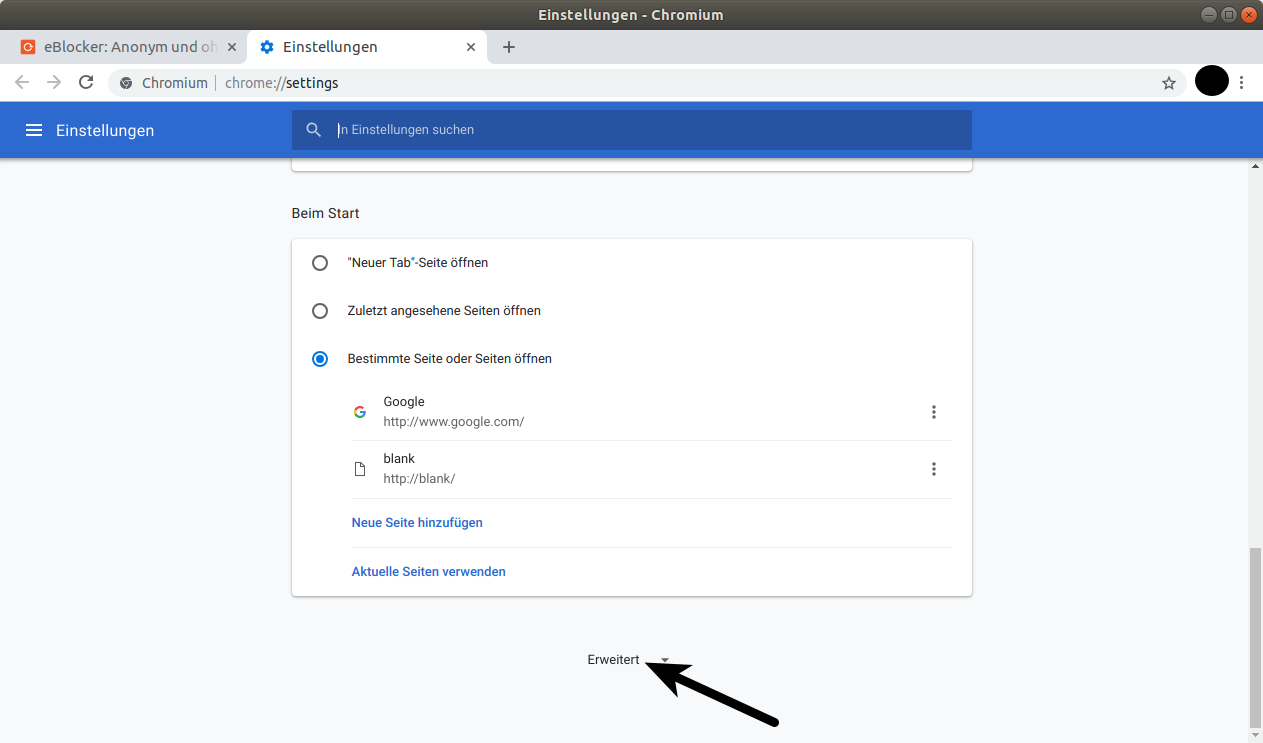 Einstellungen - Chromium
eBlocker: Anonym und oh
Einstellungen
Chromium | chrome://settings
Einstellungen
In Einstellungen suchen
Beim Start
"Neuer Tab"-Seite öffnen
Zuletzt angesehene Seiten öffnen
Bestimmte Seite oder Seiten öffnen
Google
http://www.google.com/
blank
http://blank/
Neue Seite hinzufügen
Aktuelle Seiten verwenden
Erweitert